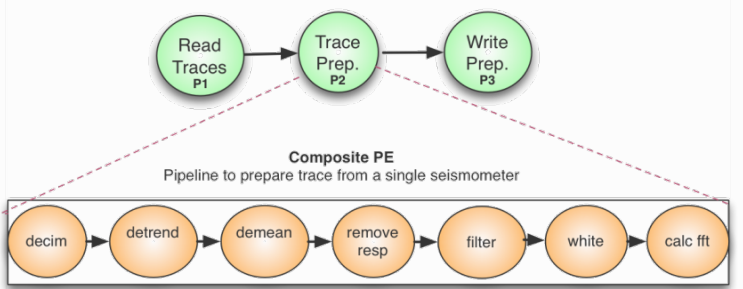 Read
Traces
P1
Trace
Prep.
P2
Write
Prep.
P3
Composite PE
Pipeline to prepare trace from a single seismometer
decim
detrend
demean
remove
resp
filter
white
calc fft